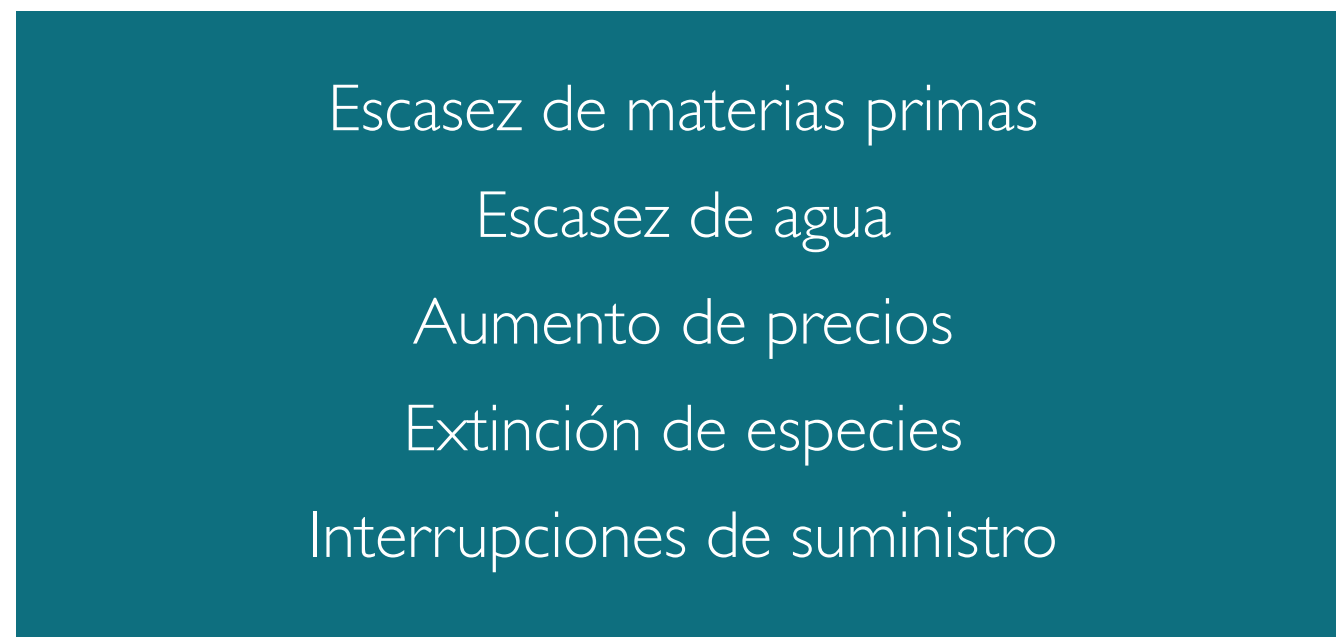 Escasez de materias primas
Escasez de agua
Aumento de precios
Extinción de especies
Interrupciones de suministro